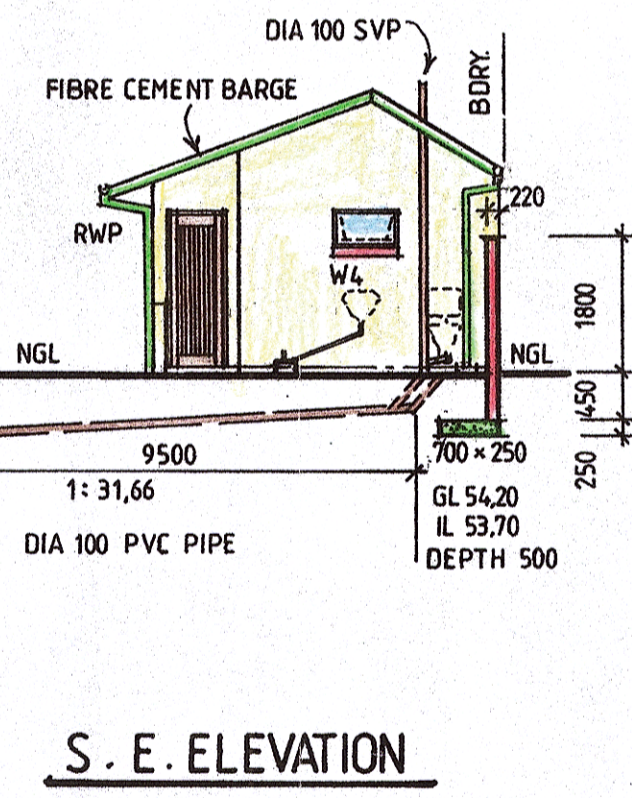 DIA 100 SVP
BDRY.
FIBRE CEMENT BARGE
220
RWP
W4
1800
NGL
NGL
450
9500
700 × 250
250
1: 31,66
GL 54,20
IL 53,70
DIA 100 PVC PIPE
DEPTH 500
S. E. ELEVATION